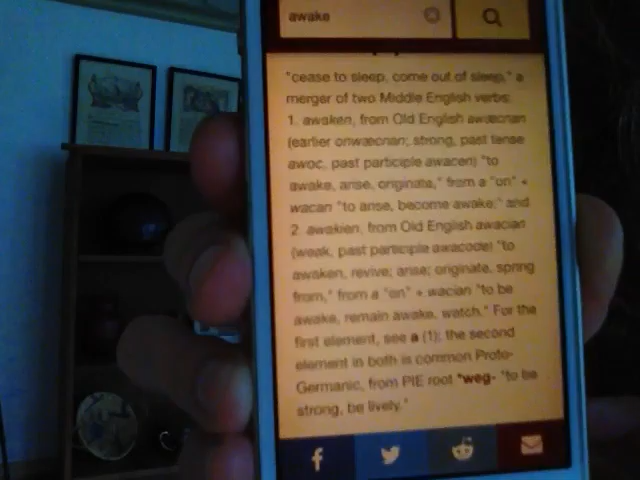 awake
"cease to sleep, come out of sleep," a
merger of two Middle English verbs:
1. awaken, from Old English awæcnan
(earlier onwæcnan; strong, past tense
awoc, past participle awacen) "to
awake, arise, originate," from a "on" +
wacan "to arise, become awake;" and
2. awakien, from Old English awacian
(weak, past participle awacode) "to
awaken, revive; arise; originate, spring
from," from a "on" + wacian "to be
awake, remain awake, watch." For the
first element, see a (1); the second
element in both is common Proto-
Germanic, from PIE root *weg- "to be
strong, be lively."